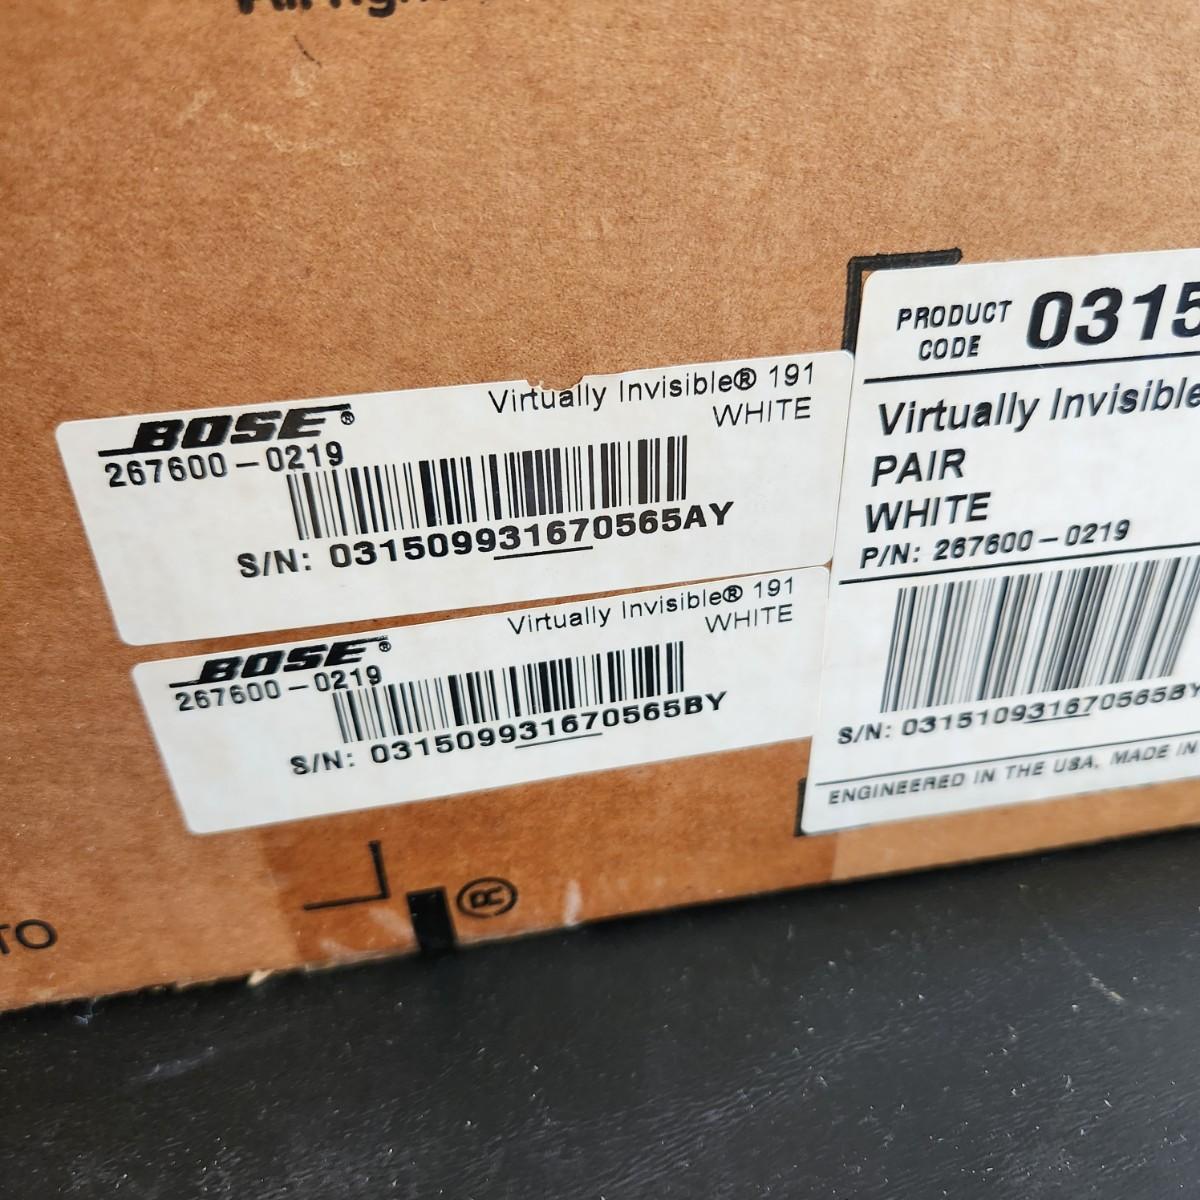 BOSE®
Virtually Invisible® 191
WHITE
267600-0219
S/N: 031509931670565AY
BOSE®
Virtually Invisible® 191
WHITE
267600-0219
S/N: 031509931670565BY
PRODUCT CODE 0315
Virtually Invisible
PAIR
WHITE
P/N: 267600-0219
S/N: 031510931670565BY
ENGINEERED IN THE USA, MADE IN
®
TO